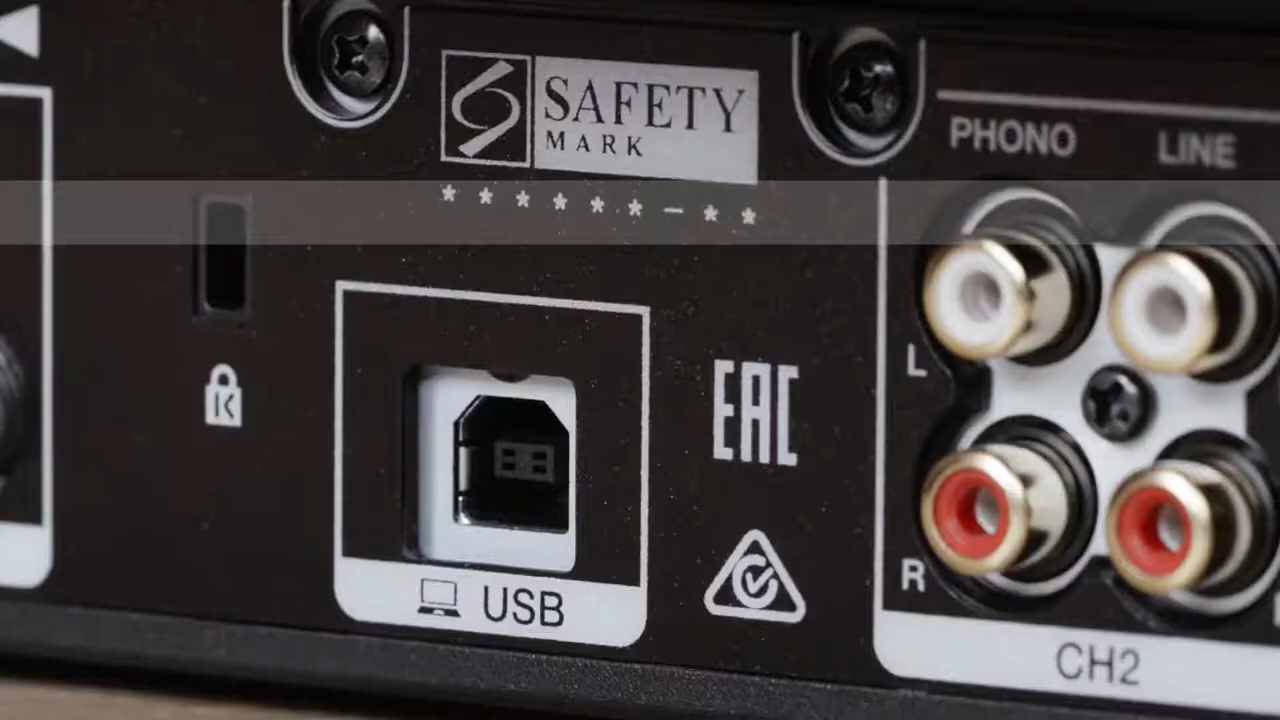 SAFETY
MARK
******-**
PHONO LINE
L
EAC
R
USB
CH2